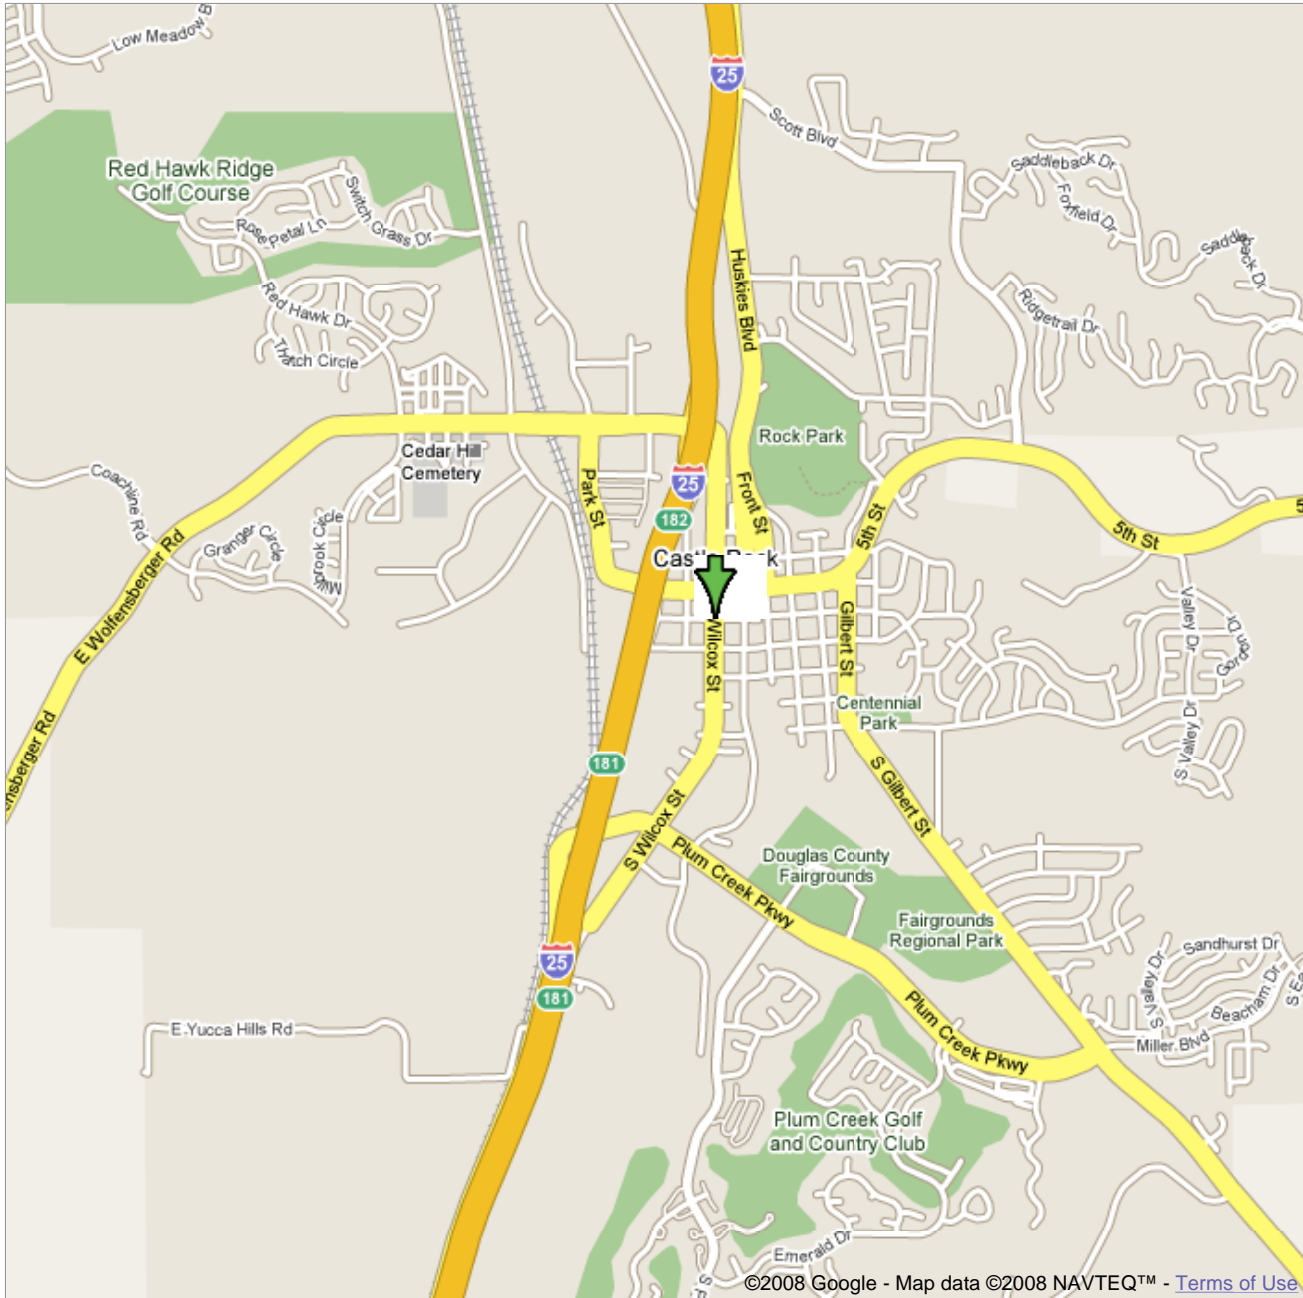 Low Meadow B
25
Scott Blvd
Red Hawk Ridge
Golf Course
Saddleback Dr
Foxfield Dr
Switch Grass Dr
Rose Petal Ln
Huskies Blvd
Red Hawk Dr
Ridgetrail Dr
Circle
Rock Park
Cedar Hill
Cemetery
Coachline Rd
25
Park St
Front St
182
5th St
5th St
5
Granger Circle
Millbrook Circle
E Wolfensberger Rd
Wilcox St
Gilbert St
Valley Dr
Gordon Dr
Centennial
Park
ensberger Rd
S Valley Dr
181
S Gilbert St
S Wilcox St
Plum Creek Pkwy
Douglas County
Fairgrounds
Fairgrounds
Regional Park
25
181
S Valley Dr
Sandhurst Dr
Beacham Dr
S Ea
Miller Blvd
E Yucca Hills Rd
Plum Creek Pkwy
Plum Creek Golf
and Country Club
Emerald Dr
©2008 Google - Map data ©2008 NAVTEQ™ - Terms of Use